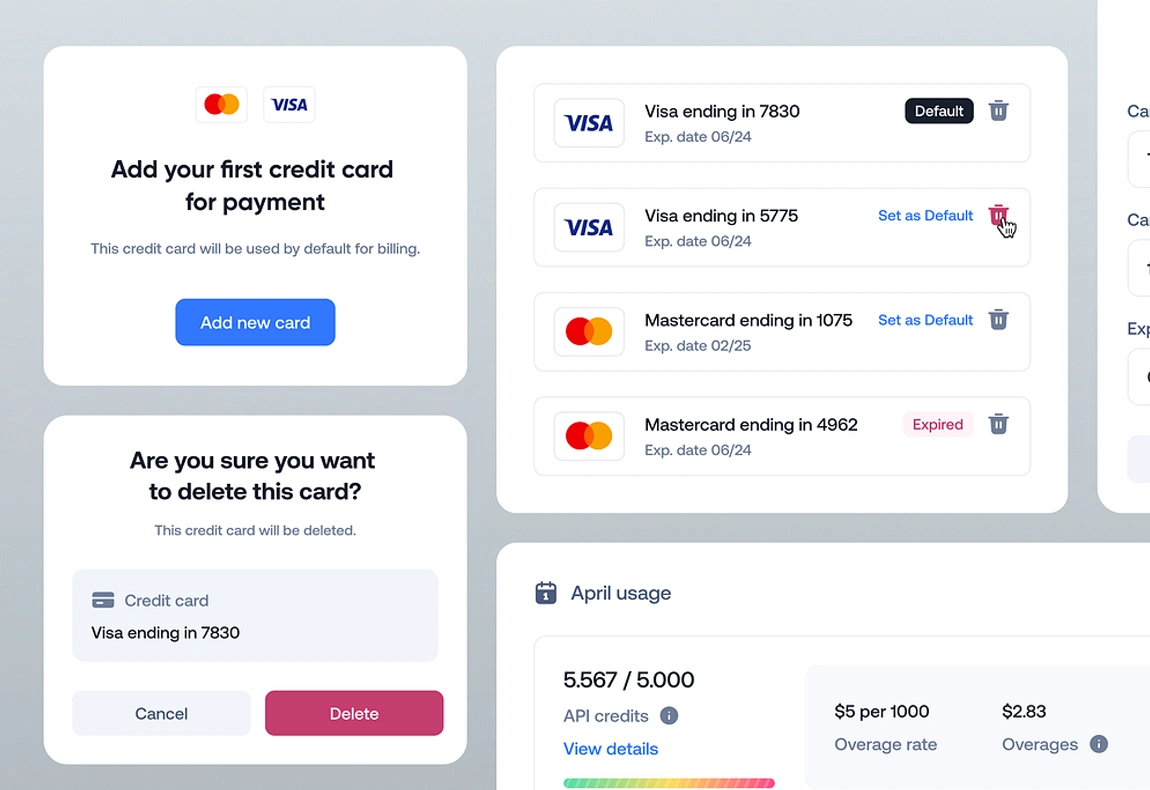 VISA
Add your first credit card
for payment
This credit card will be used by default for billing.
Add new card
Are you sure you want
to delete this card?
This credit card will be deleted.
Credit card
Visa ending in 7830
Cancel
Delete
VISA
Visa ending in 7830
Exp. date 06/24
Default
VISA
Visa ending in 5775
Exp. date 06/24
Set as Default
Mastercard ending in 1075
Exp. date 02/25
Set as Default
Mastercard ending in 4962
Exp. date 06/24
Expired
April usage
5.567 / 5.000
API credits
View details
$5 per 1000
Overage rate
$2.83
Overages